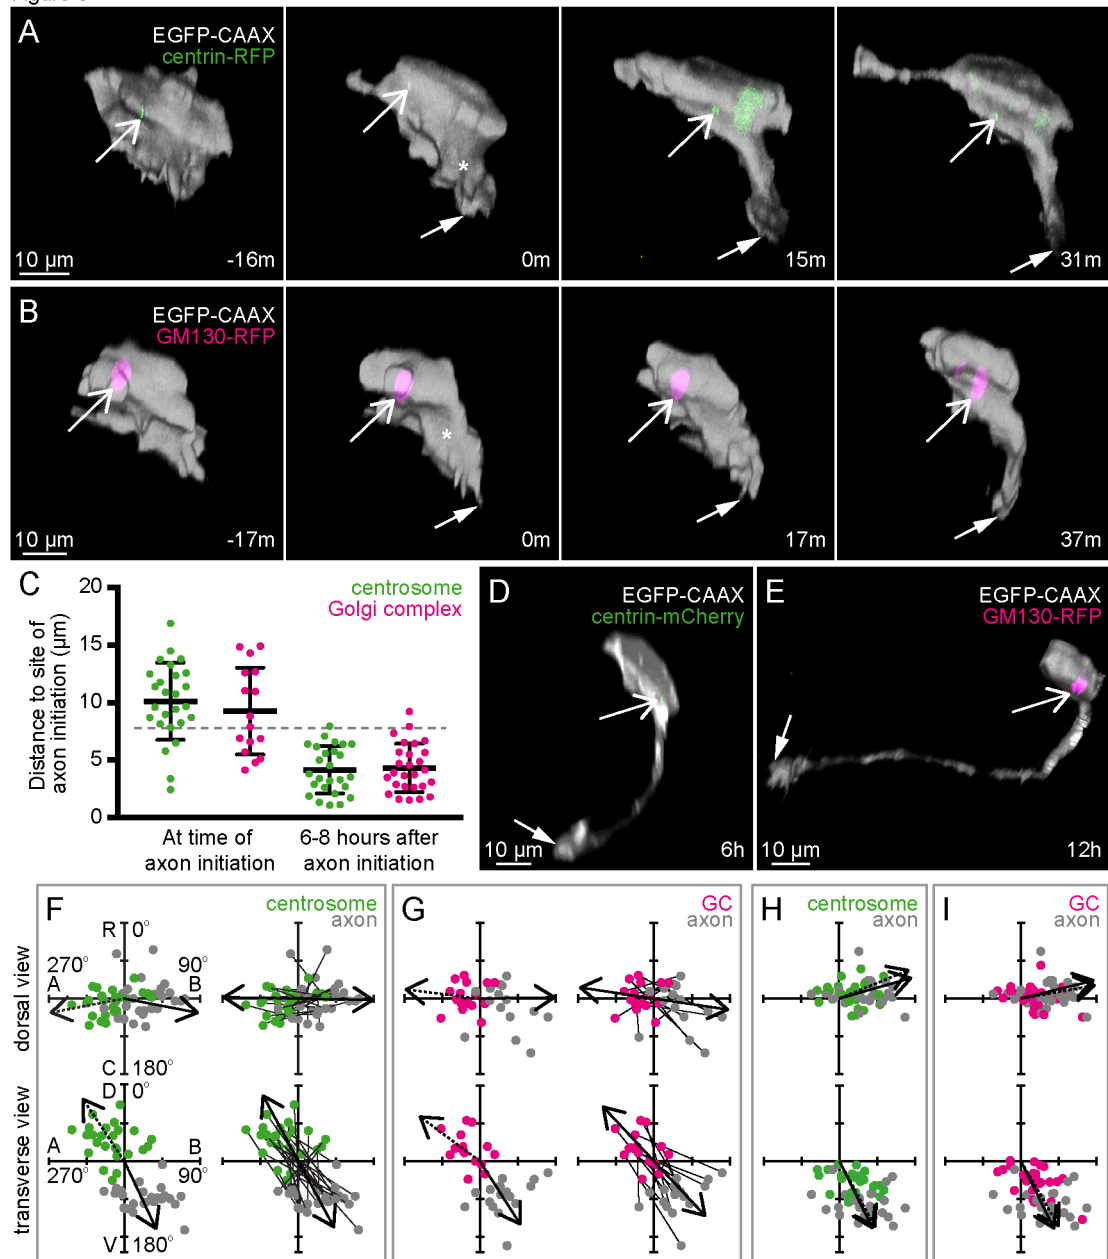 A
EGFP-CAAX
centrin-RFP
*
10 µm
-16m
0m
15m
31m
B
EGFP-CAAX
GM130-RFP
*
10 µm
-17m
0m
17m
37m
C
centrosome
Golgi complex
Distance to site of
axon initiation (µm)
20
15
10
5
0
At time of
axon initiation
6-8 hours after
axon initiation
D
EGFP-CAAX
centrin-mCherry
10 µm
6h
E
EGFP-CAAX
GM130-RFP
10 µm
12h
F
centrosome
axon
dorsal view
R 0°
270°
A
90°
B
C 180°
transverse view
D 0°
A
270°
B
90°
V 180°
G
GC
axon
H
centrosome
axon
I
GC
axon